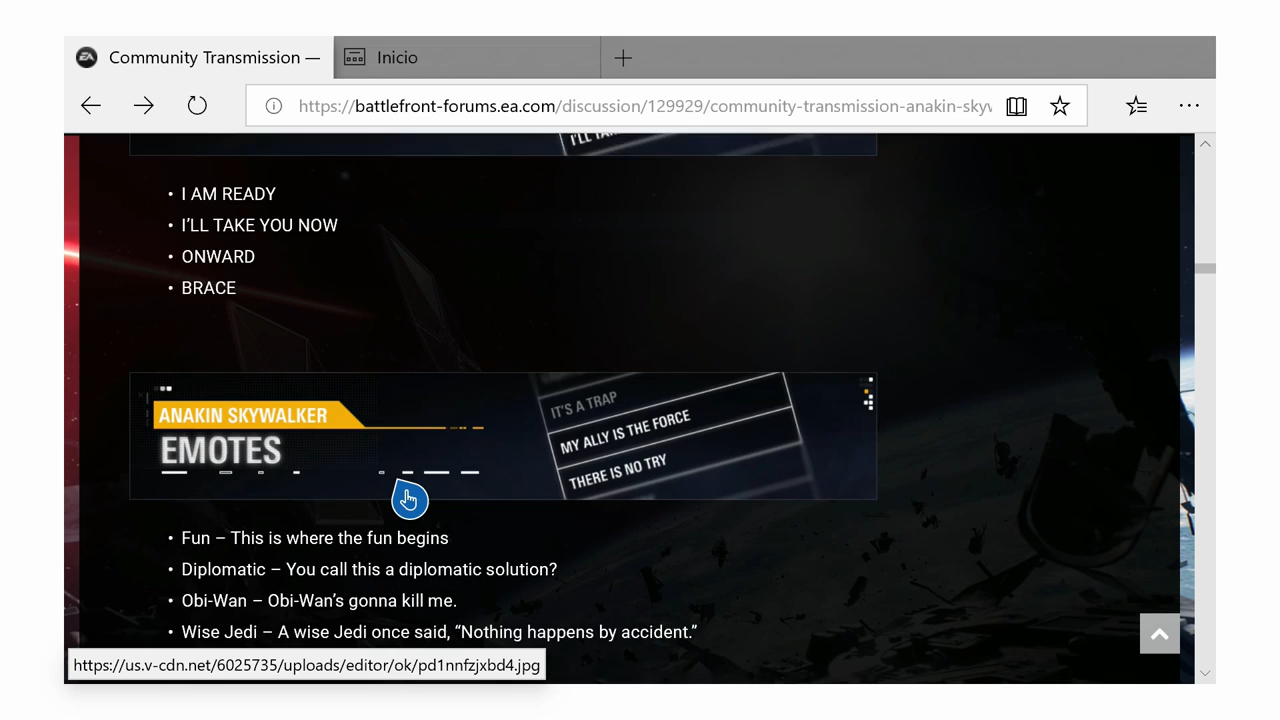 Community Transmission —
Inicio
https://battlefront-forums.ea.com/discussion/129929/community-transmission-anakin-skyw
I'LL TA
• I AM READY
• I’LL TAKE YOU NOW
• ONWARD
• BRACE
ANAKIN SKYWALKER
EMOTES
IT'S A TRAP
MY ALLY IS THE FORCE
THERE IS NO TRY
• Fun – This is where the fun begins
• Diplomatic – You call this a diplomatic solution?
• Obi-Wan – Obi-Wan’s gonna kill me.
• Wise Jedi – A wise Jedi once said, “Nothing happens by accident.”
https://us.v-cdn.net/6025735/uploads/editor/ok/pd1nnfzjxbd4.jpg